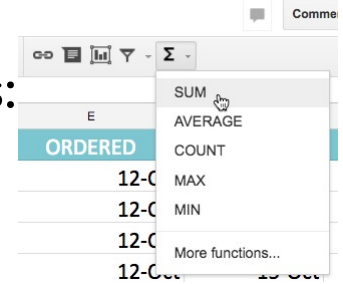 Comme
Σ
:
SUM
E
AVERAGE
ORDERED
COUNT
12-O
MAX
12-O
MIN
12-O
More functions...
12-Oct